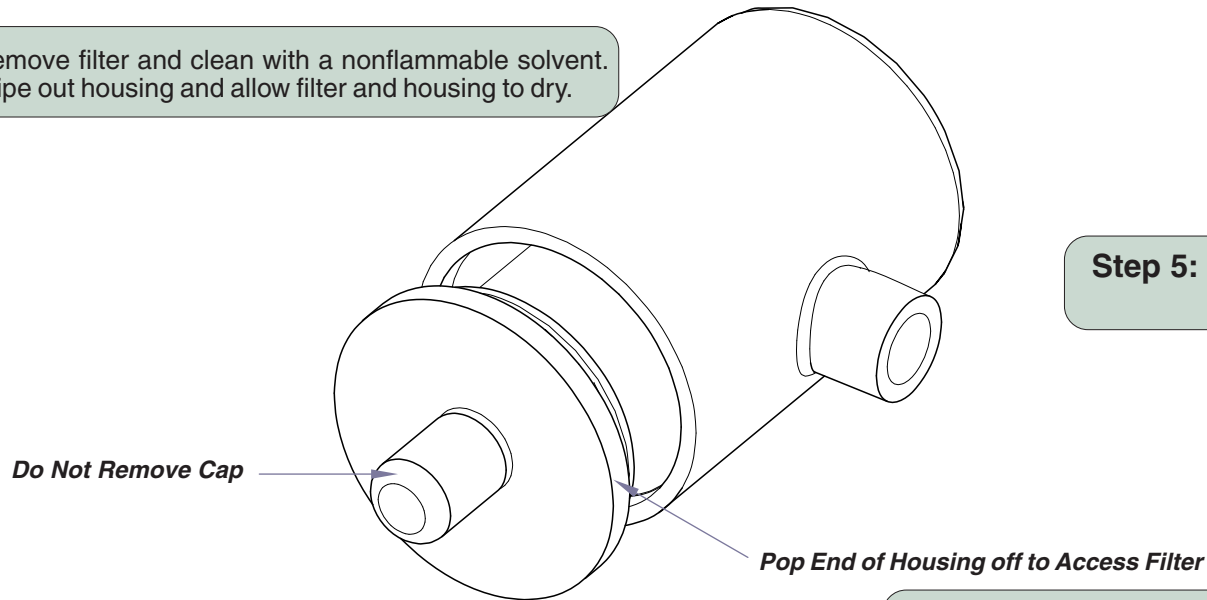 emove filter and clean with a nonflammable solvent.
ipe out housing and allow filter and housing to dry.
Step 5:
Do Not Remove Cap
Pop End of Housing off to Access Filter